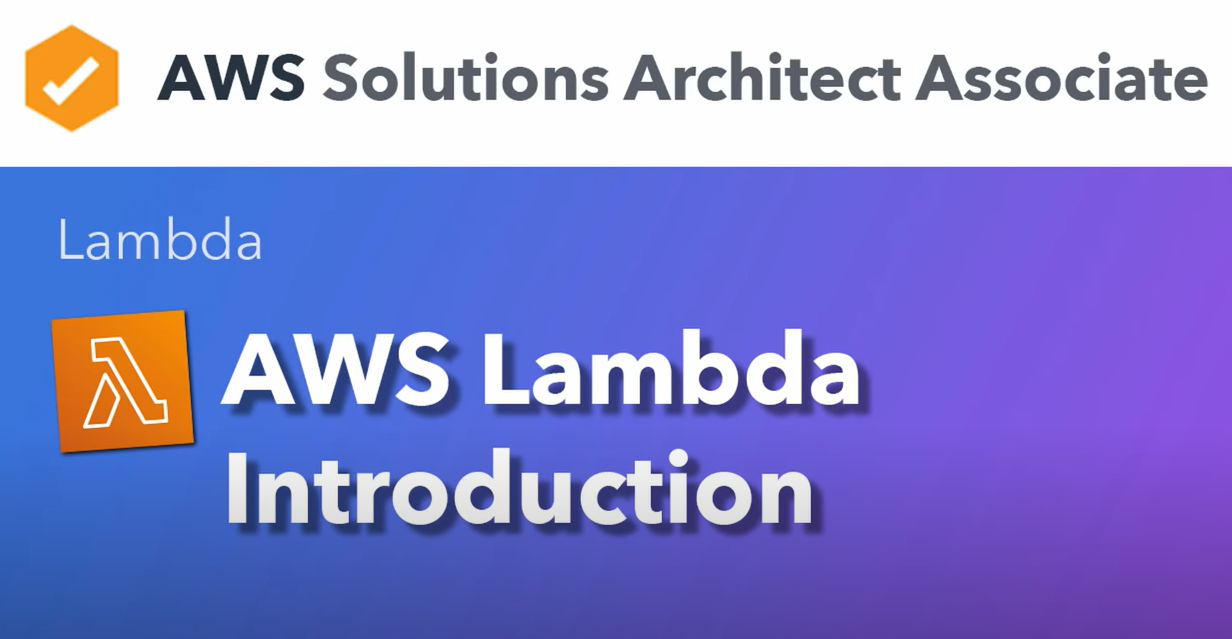 AWS Solutions Architect Associate
Lambda
AWS Lambda
Introduction